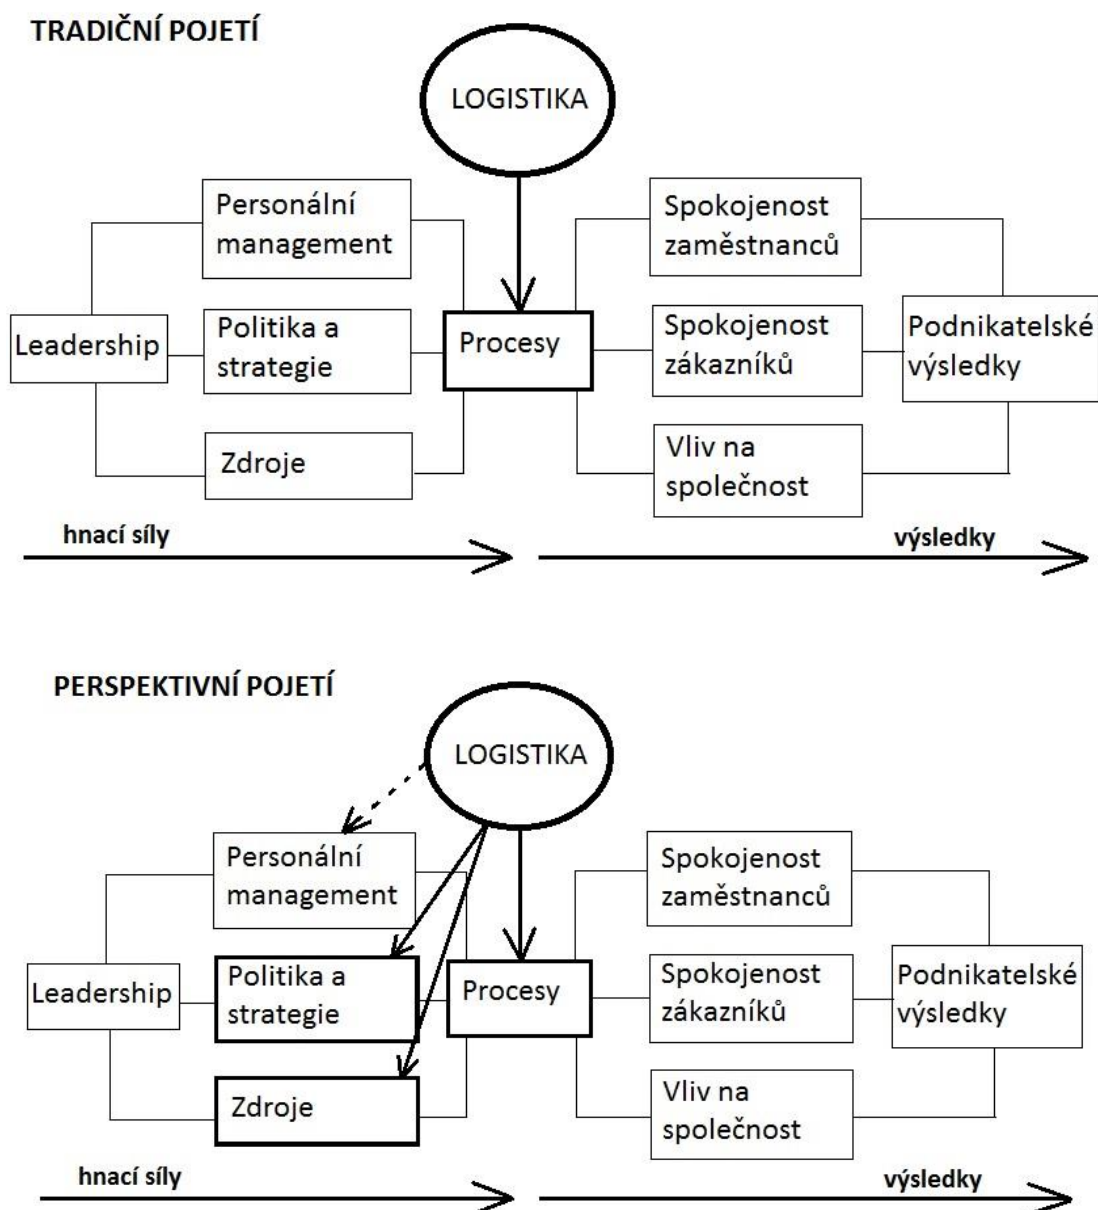 TRADIČNÍ POJETÍ
LOGISTIKA
Personální
management
Spokojenost
zaměstnanců
Leadership
Politika a
strategie
Procesy
Spokojenost
zákazníků
Podnikatelské
výsledky
Zdroje
Vliv na
společnost
hnací síly
výsledky
PERSPEKTIVNÍ POJETÍ
LOGISTIKA
Personální
management
Spokojenost
zaměstnanců
Leadership
Politika a
strategie
Procesy
Spokojenost
zákazníků
Podnikatelské
výsledky
Zdroje
Vliv na
společnost
hnací síly
výsledky